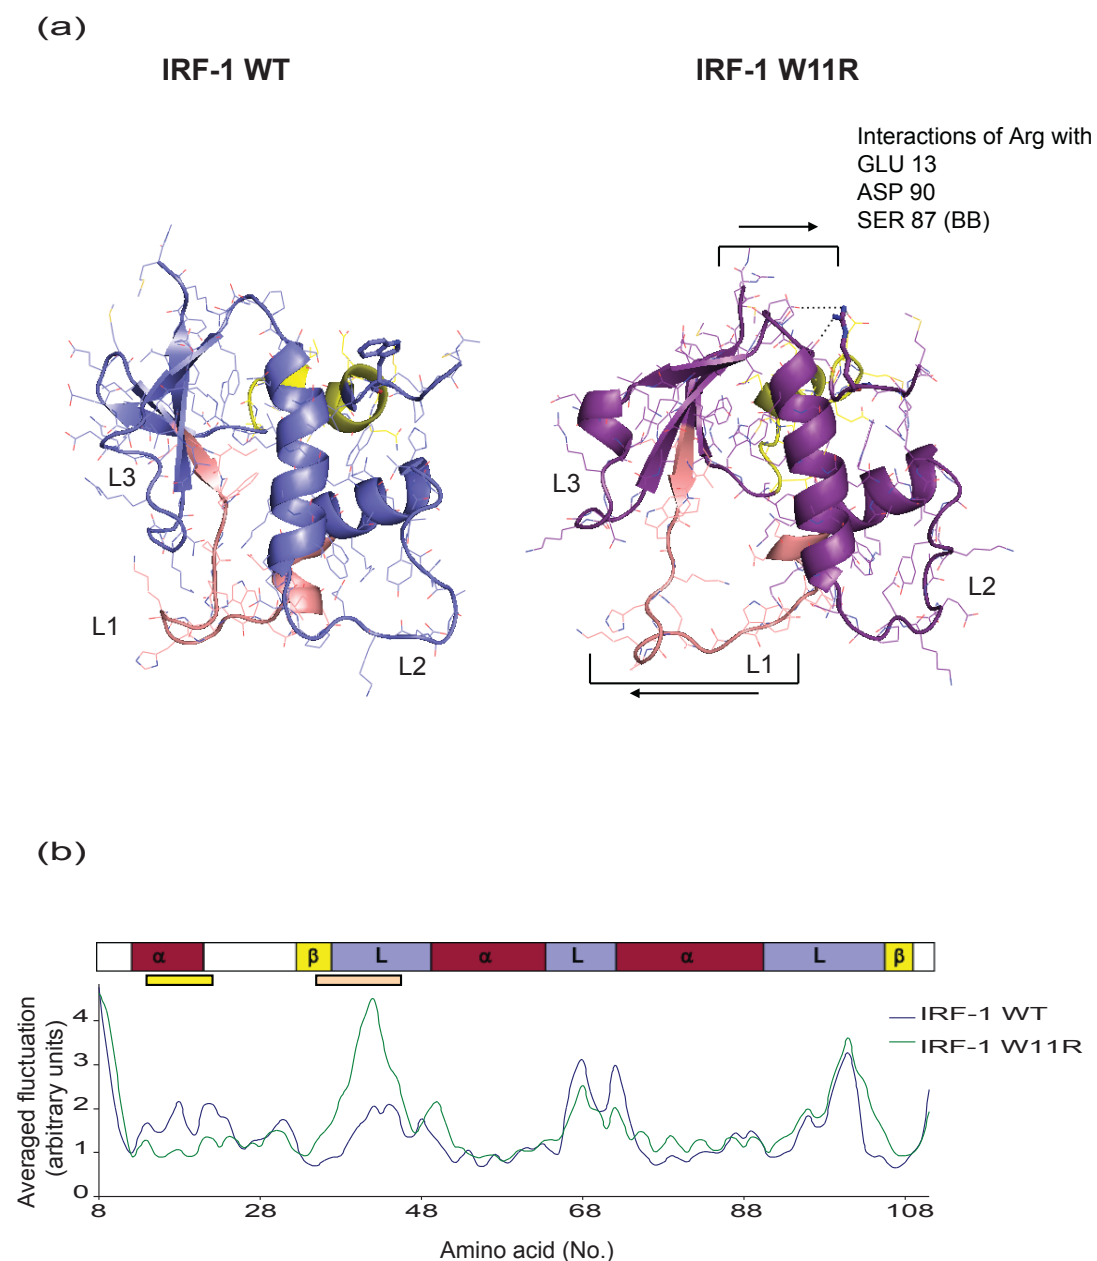 (a)
IRF-1 WT
IRF-1 W11R
Interactions of Arg with
GLU 13
ASP 90
SER 87 (BB)
L3
L1
L2
L3
L1
L2
(b)
α β L α L α L β
Averaged fluctuation
(arbitrary units)
4
3
2
1
0
IRF-1 WT
IRF-1 W11R
8 28 48 68 88 108
Amino acid (No.)